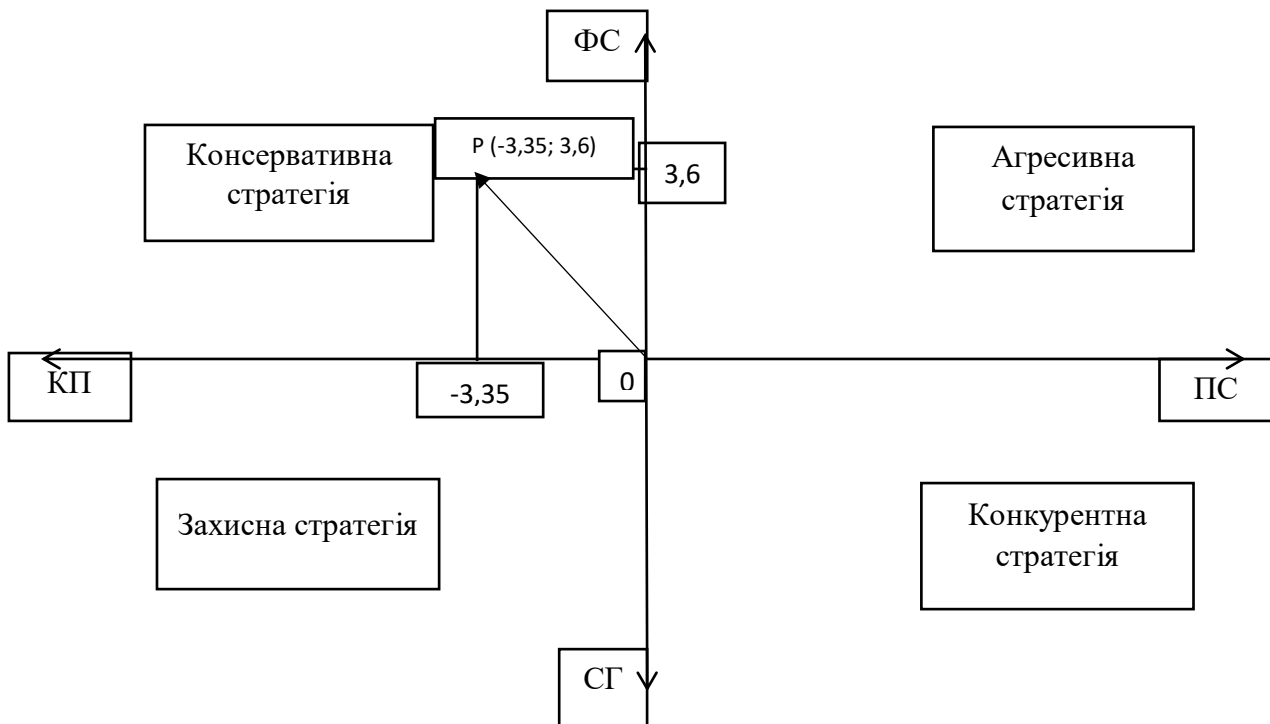 ФС
Консервативна
стратегія
P (-3,35; 3,6)
3,6
Агресивна
стратегія
КП
-3,35
0
ПС
Захисна стратегія
Конкурентна
стратегія
СГ